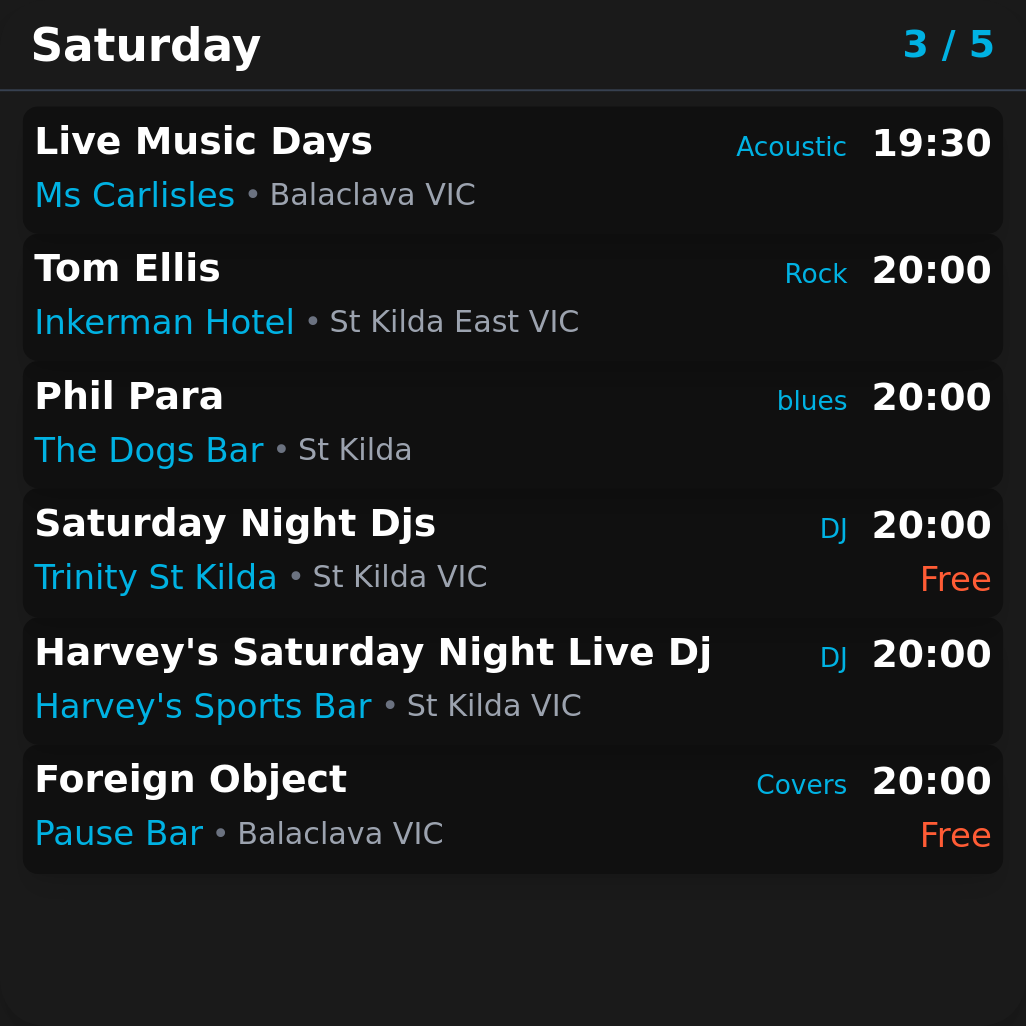 Saturday 3 / 5
Live Music Days Acoustic 19:30
Ms Carlisles • Balaclava VIC
Tom Ellis Rock 20:00
Inkerman Hotel • St Kilda East VIC
Phil Para blues 20:00
The Dogs Bar • St Kilda
Saturday Night Djs DJ 20:00
Trinity St Kilda • St Kilda VIC Free
Harvey's Saturday Night Live Dj DJ 20:00
Harvey's Sports Bar • St Kilda VIC
Foreign Object Covers 20:00
Pause Bar • Balaclava VIC Free